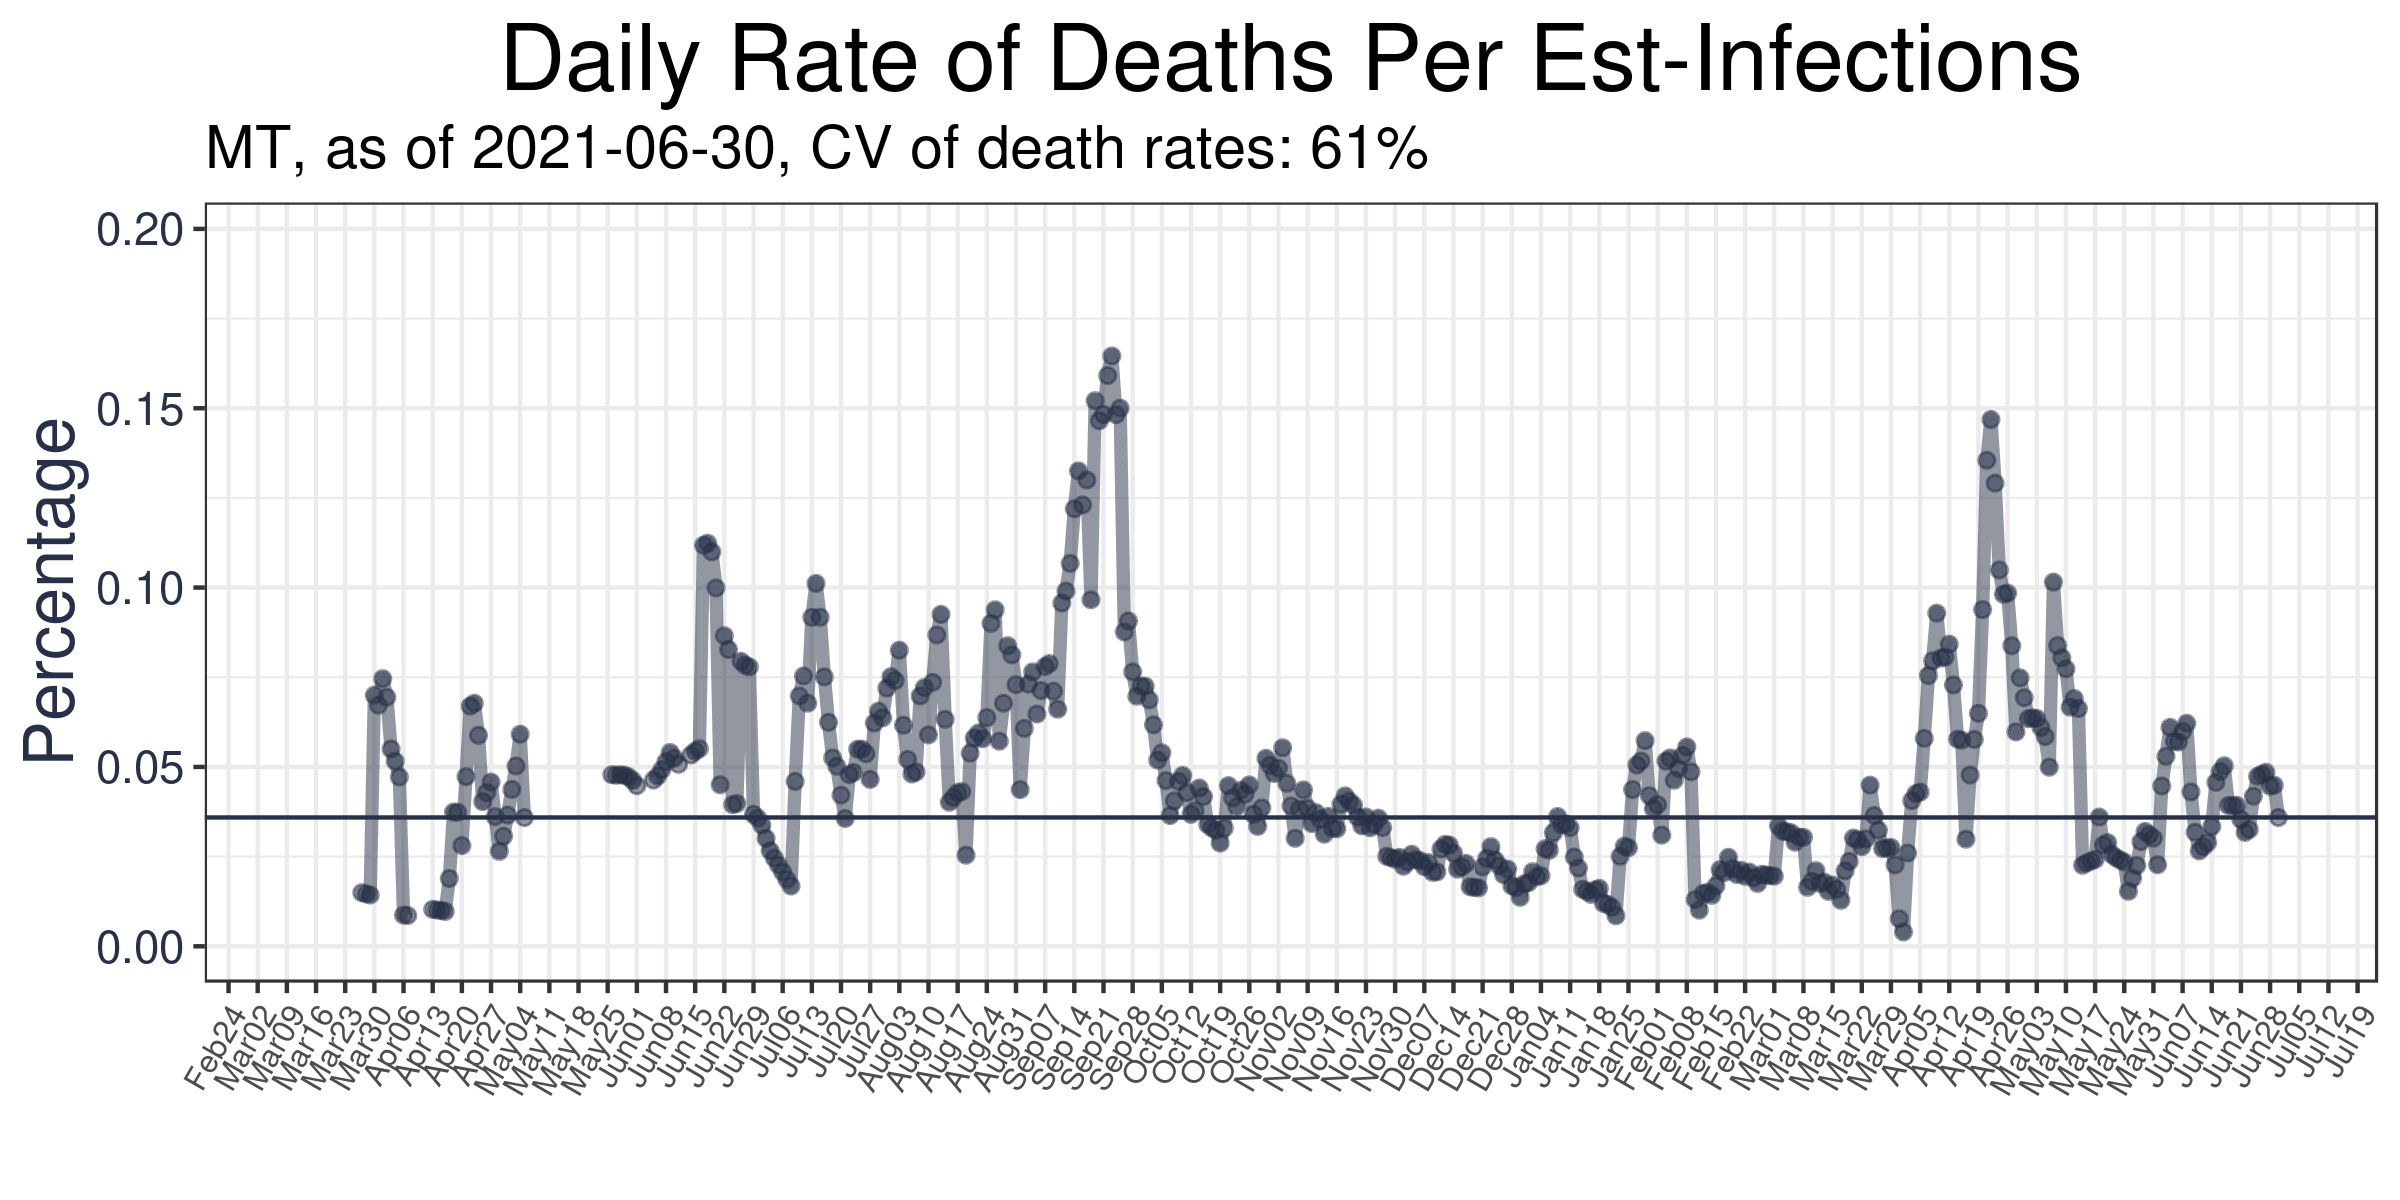 Daily Rate of Deaths Per Est-Infections
MT, as of 2021-06-30, CV of death rates: 61%
Percentage
0.20
0.15
0.10
0.05
0.00
Feb24
Mar02
Mar09
Mar16
Mar23
Mar30
Apr06
Apr13
Apr20
Apr27
May04
May11
May18
May25
Jun01
Jun08
Jun15
Jun22
Jun29
Jul06
Jul13
Jul20
Jul27
Aug03
Aug10
Aug17
Aug24
Aug31
Sep07
Sep14
Sep21
Sep28
Oct05
Oct12
Oct19
Oct26
Nov02
Nov09
Nov16
Nov23
Nov30
Dec07
Dec14
Dec21
Dec28
Jan04
Jan11
Jan18
Jan25
Feb01
Feb08
Feb15
Feb22
Mar01
Mar08
Mar15
Mar22
Mar29
Apr05
Apr12
Apr19
Apr26
May03
May10
May17
May24
May31
Jun07
Jun14
Jun21
Jun28
Jul05
Jul12
Jul19